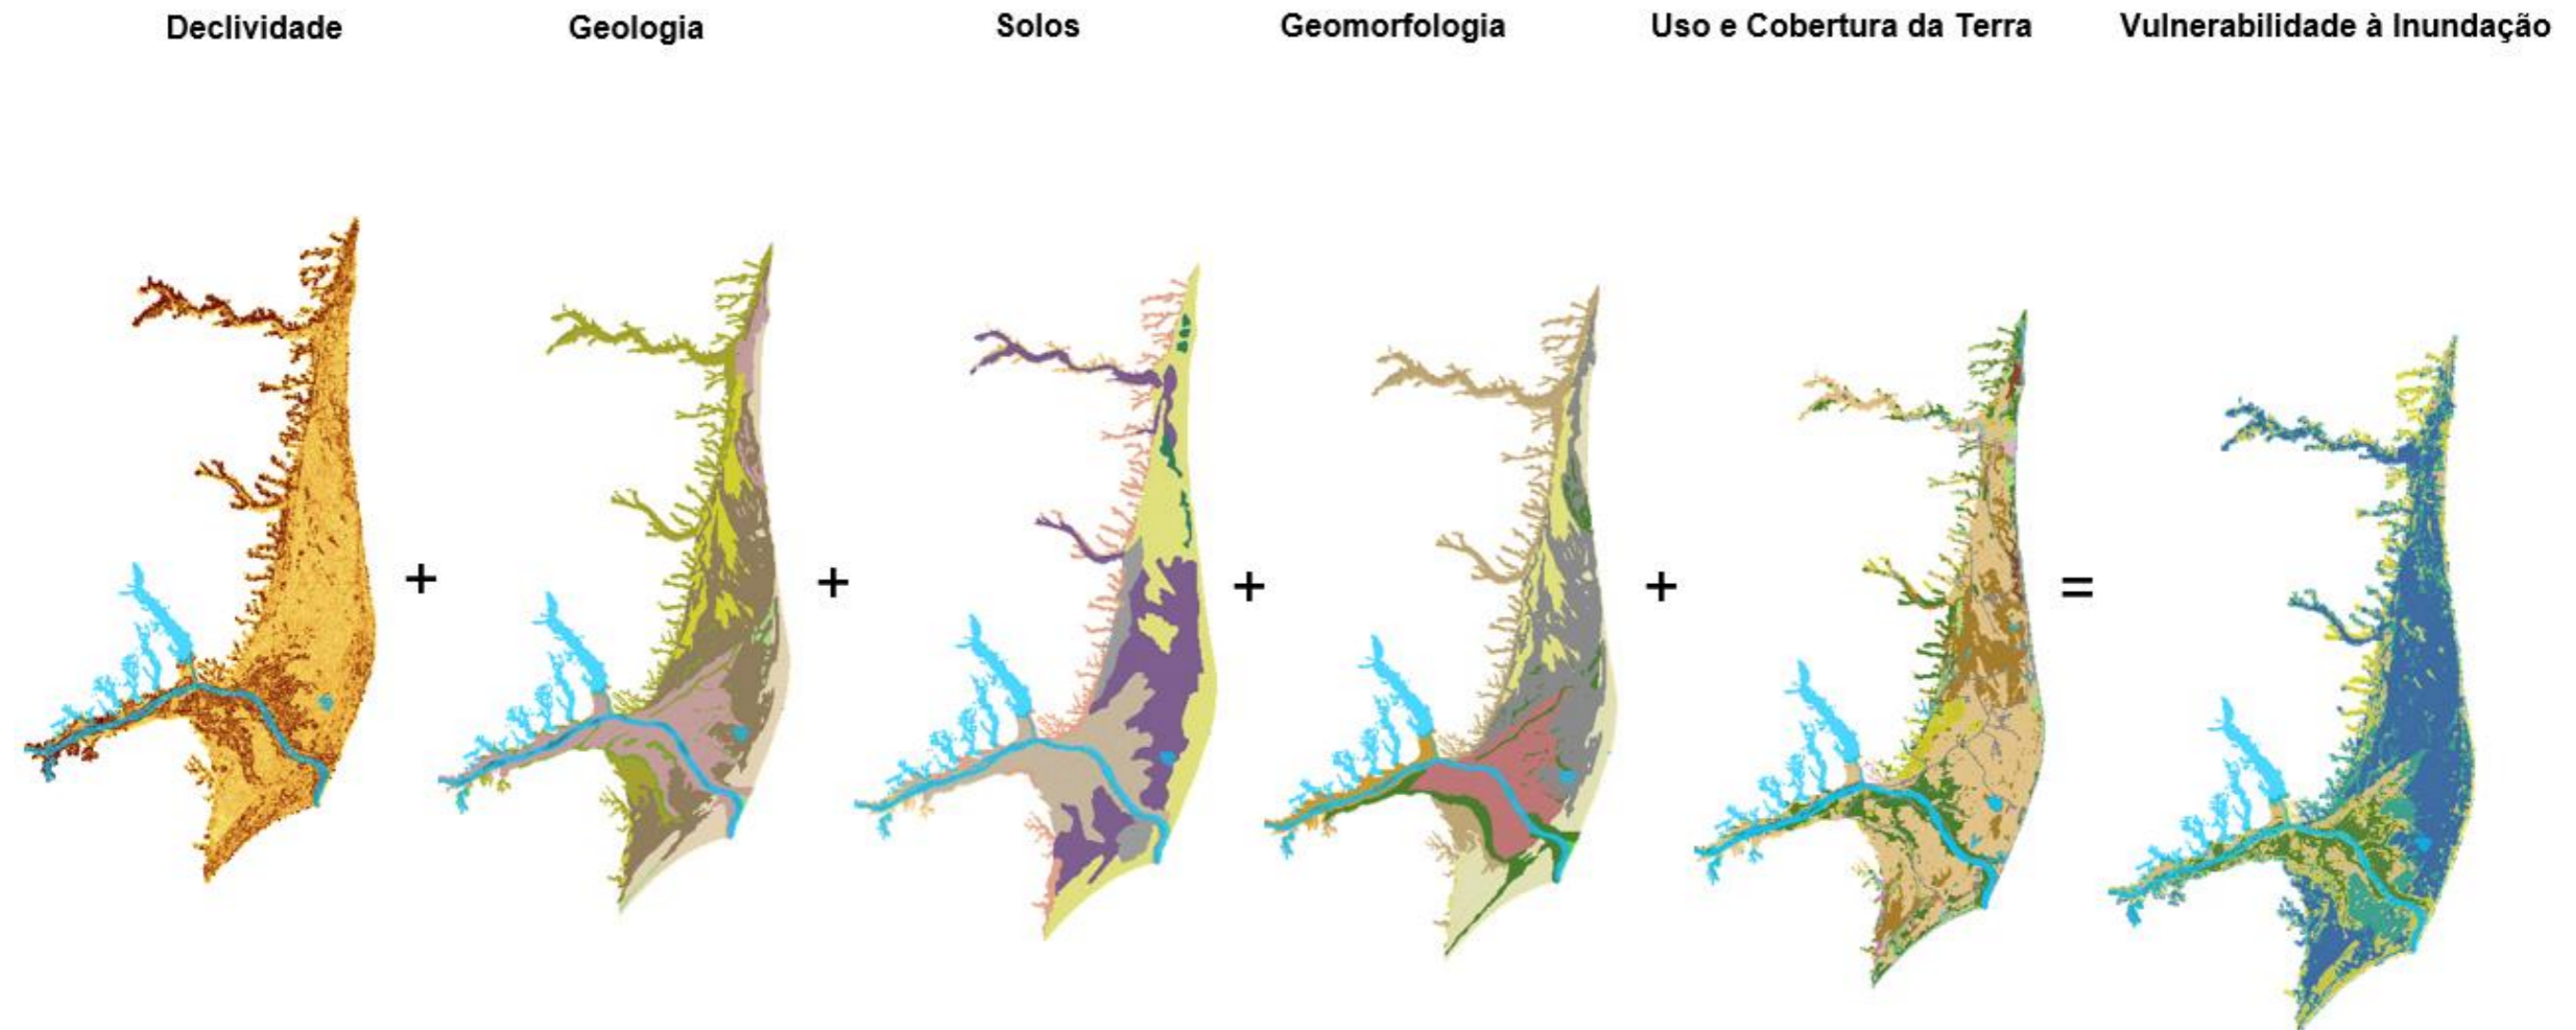 Declividade
Geologia
Solos
Geomorfologia
Uso e Cobertura da Terra
Vulnerabilidade à Inundação
+
+
+
+
=